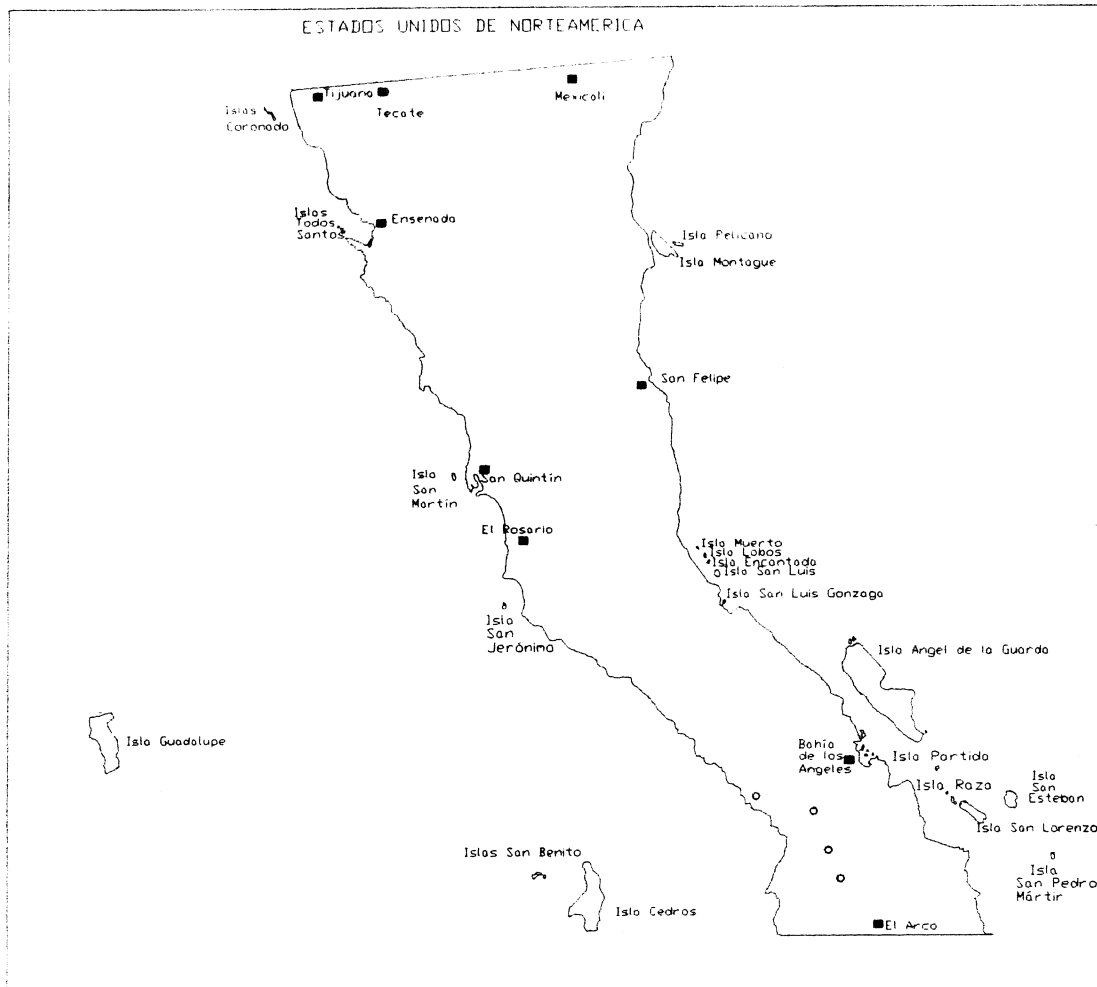 ESTADOS UNIDOS DE NORTEAMERICA
Tijuana
Tecate
Mexicali
Islas
Coronado
Islas
Todos
Santos
Ensenada
Isla Pelicano
Isla Montague
San Felipe
Isla
San
Martín
San Quintín
El Rosario
Isla Muerto
Isla Lobos
Isla Encantada
Isla San Luis
Isla San Luis Gonzaga
Isla
San
Jerónimo
Isla Angel de la Guarda
Isla Guadalupe
Bahía
de los
Angeles
Isla Partida
Isla Raza
Isla
San
Esteban
Isla San Lorenzo
Islas San Benito
Isla Cedros
Isla
San Pedro
Mártir
El Arco